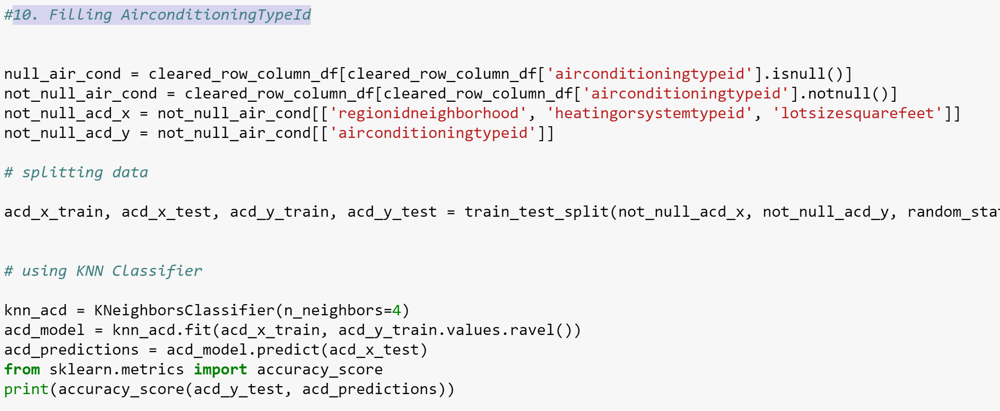 #10. Filling AirconditioningTypeId
null_air_cond = cleared_row_column_df[cleared_row_column_df['airconditioningtypeid'].isnull()]
not_null_air_cond = cleared_row_column_df[cleared_row_column_df['airconditioningtypeid'].notnull()]
not_null_acd_x = not_null_air_cond[['regionidneighborhood', 'heatingorsystemtypeid', 'lotsizesquarefeet']]
not_null_acd_y = not_null_air_cond[['airconditioningtypeid']]
# splitting data
acd_x_train, acd_x_test, acd_y_train, acd_y_test = train_test_split(not_null_acd_x, not_null_acd_y, random_sta
# using KNN Classifier
knn_acd = KNeighborsClassifier(n_neighbors=4)
acd_model = knn_acd.fit(acd_x_train, acd_y_train.values.ravel())
acd_predictions = acd_model.predict(acd_x_test)
from sklearn.metrics import accuracy_score
print(accuracy_score(acd_y_test, acd_predictions))